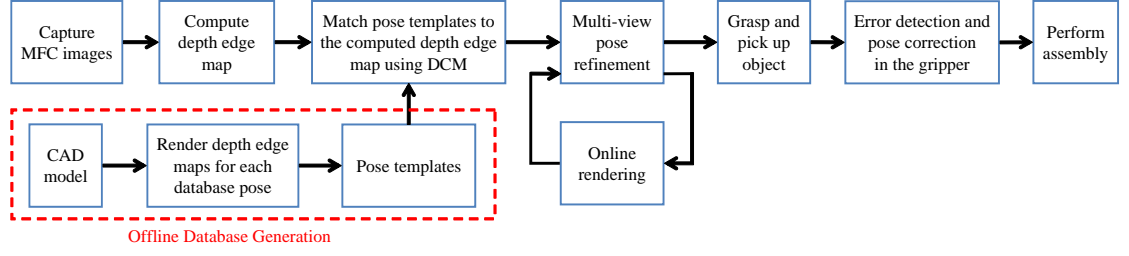 Capture
MFC images
Compute
depth edge
map
Match pose templates to
the computed depth edge
map using DCM
Multi-view
pose
refinement
Grasp and
pick up
object
Error detection and
pose correction
in the gripper
Perform
assembly
CAD
model
Render depth edge
maps for each
database pose
Pose templates
Online
rendering
Offline Database Generation